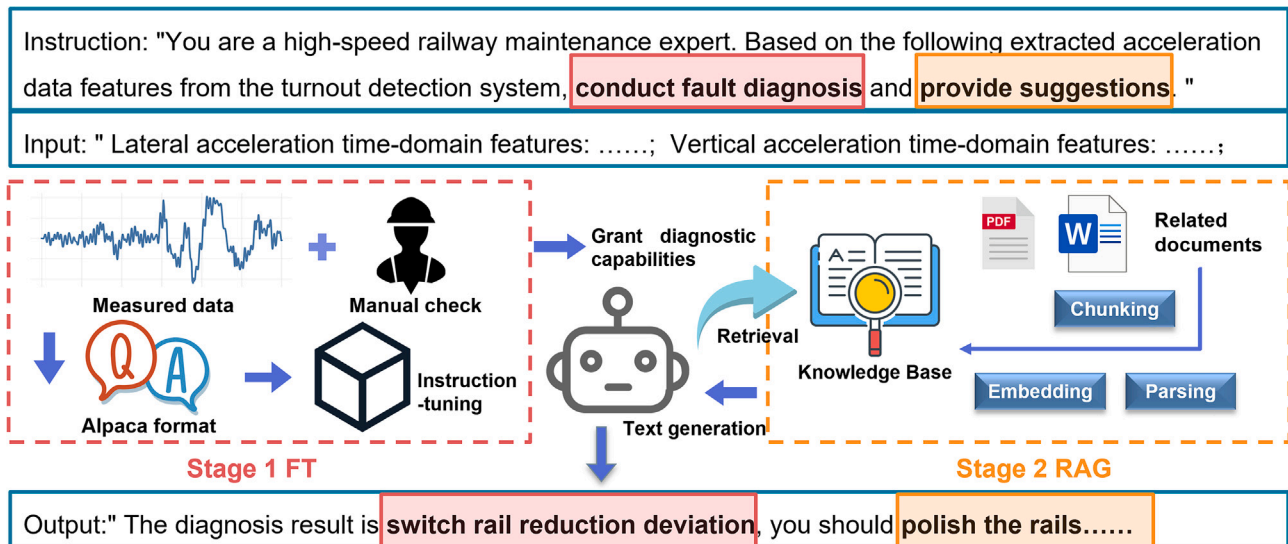 Instruction: "You are a high-speed railway maintenance expert. Based on the following extracted acceleration
data features from the turnout detection system, conduct fault diagnosis and provide suggestions. "
Input: " Lateral acceleration time-domain features: ……; Vertical acceleration time-domain features: ……;
Measured data
Manual check
Q
A
Alpaca format
Instruction
-tuning
Stage 1 FT
Grant diagnostic
capabilities
Retrieval
Text generation
A
Knowledge Base
PDF
W
Related
documents
Chunking
Embedding
Parsing
Stage 2 RAG
Output:" The diagnosis result is switch rail reduction deviation, you should polish the rails……